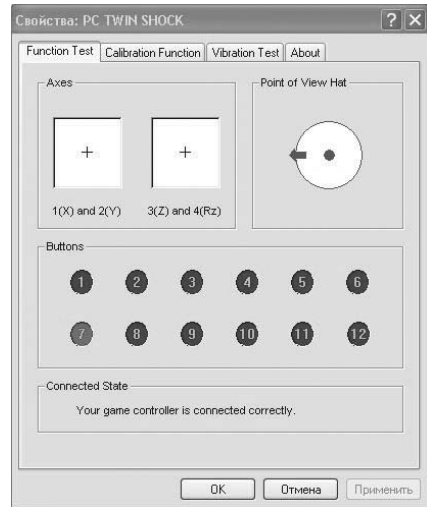 Свойства: PC TWIN SHOCK
Function Test Calibration Function Vibration Test About
Axes
Point of View Hat
1(X) and 2(Y) 3(Z) and 4(Rz)
Buttons
1 2 3 4 5 6
7 8 9 10 11 12
Connected State
Your game controller is connected correctly.
OK Отмена Применить